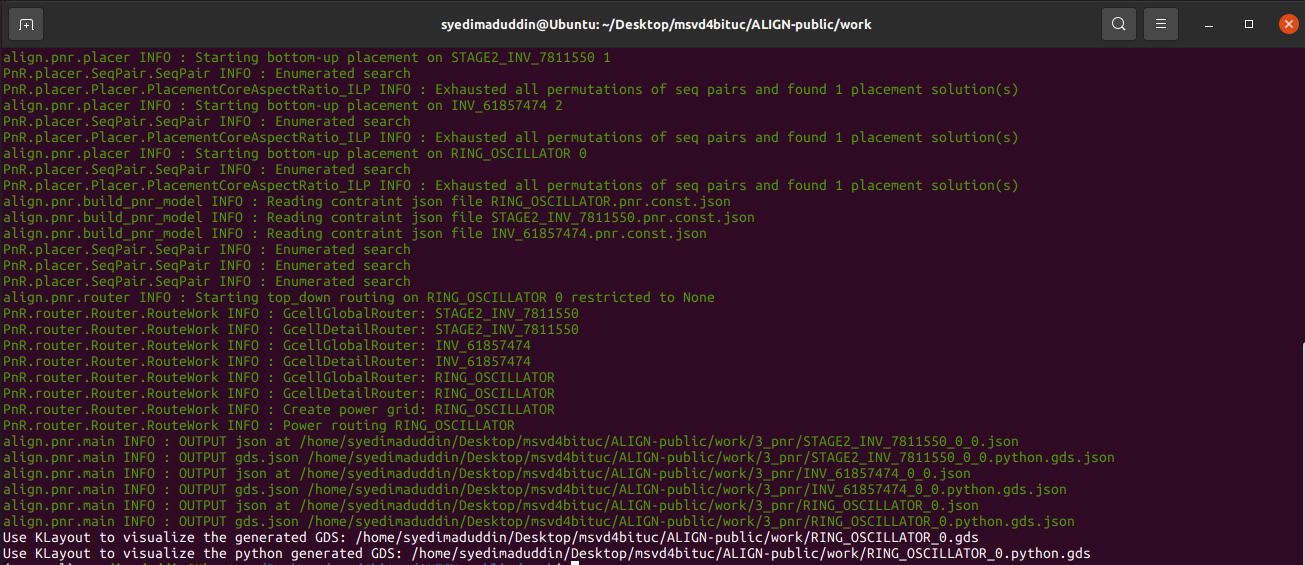 syedimaduddin@Ubuntu: ~/Desktop/msvd4bituc/ALIGN-public/work
align.pnr.placer INFO : Starting bottom-up placement on STAGE2_INV_7811550 1
PnR.placer.SeqPair.SeqPair INFO : Enumerated search
PnR.placer.Placer.PlacementCoreAspectRatio_ILP INFO : Exhausted all permutations of seq pairs and found 1 placement solution(s)
align.pnr.placer INFO : Starting bottom-up placement on INV_61857474 2
PnR.placer.SeqPair.SeqPair INFO : Enumerated search
PnR.placer.Placer.PlacementCoreAspectRatio_ILP INFO : Exhausted all permutations of seq pairs and found 1 placement solution(s)
align.pnr.placer INFO : Starting bottom-up placement on RING_OSCILLATOR 0
PnR.placer.SeqPair.SeqPair INFO : Enumerated search
PnR.placer.Placer.PlacementCoreAspectRatio_ILP INFO : Exhausted all permutations of seq pairs and found 1 placement solution(s)
align.pnr.build_pnr_model INFO : Reading contraint json file RING_OSCILLATOR.pnr.const.json
align.pnr.build_pnr_model INFO : Reading contraint json file STAGE2_INV_7811550.pnr.const.json
align.pnr.build_pnr_model INFO : Reading contraint json file INV_61857474.pnr.const.json
PnR.placer.SeqPair.SeqPair INFO : Enumerated search
PnR.placer.SeqPair.SeqPair INFO : Enumerated search
PnR.placer.SeqPair.SeqPair INFO : Enumerated search
align.pnr.router INFO : Starting top_down routing on RING_OSCILLATOR 0 restricted to None
PnR.router.Router.RouteWork INFO : GcellGlobalRouter: STAGE2_INV_7811550
PnR.router.Router.RouteWork INFO : GcellDetailRouter: STAGE2_INV_7811550
PnR.router.Router.RouteWork INFO : GcellGlobalRouter: INV_61857474
PnR.router.Router.RouteWork INFO : GcellDetailRouter: INV_61857474
PnR.router.Router.RouteWork INFO : GcellGlobalRouter: RING_OSCILLATOR
PnR.router.Router.RouteWork INFO : GcellDetailRouter: RING_OSCILLATOR
PnR.router.Router.RouteWork INFO : Create power grid: RING_OSCILLATOR
PnR.router.Router.RouteWork INFO : Power routing RING_OSCILLATOR
align.pnr.main INFO : OUTPUT json at /home/syedimaduddin/Desktop/msvd4bituc/ALIGN-public/work/3_pnr/STAGE2_INV_7811550_0_0.json
align.pnr.main INFO : OUTPUT gds.json /home/syedimaduddin/Desktop/msvd4bituc/ALIGN-public/work/3_pnr/STAGE2_INV_7811550_0_0.python.gds.json
align.pnr.main INFO : OUTPUT json at /home/syedimaduddin/Desktop/msvd4bituc/ALIGN-public/work/3_pnr/INV_61857474_0_0.json
align.pnr.main INFO : OUTPUT gds.json /home/syedimaduddin/Desktop/msvd4bituc/ALIGN-public/work/3_pnr/INV_61857474_0_0.python.gds.json
align.pnr.main INFO : OUTPUT json at /home/syedimaduddin/Desktop/msvd4bituc/ALIGN-public/work/3_pnr/RING_OSCILLATOR_0.json
align.pnr.main INFO : OUTPUT gds.json /home/syedimaduddin/Desktop/msvd4bituc/ALIGN-public/work/3_pnr/RING_OSCILLATOR_0.python.gds.json
Use KLayout to visualize the generated GDS: /home/syedimaduddin/Desktop/msvd4bituc/ALIGN-public/work/RING_OSCILLATOR_0.gds
Use KLayout to visualize the python generated GDS: /home/syedimaduddin/Desktop/msvd4bituc/ALIGN-public/work/RING_OSCILLATOR_0.python.gds